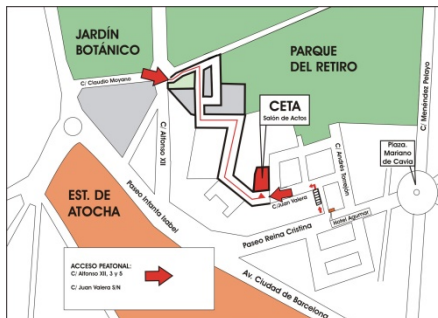 JARDÍN
BOTÁNICO
PARQUE
DEL RETIRO
C/ Claudio Moyano
C/ Menéndez Pelayo
CETA
Salón de Actos
C/ Alfonso XII
C/ Andrés Torrejón
Plaza.
Mariano
de Cavia
EST. DE
ATOCHA
Paseo Infanta Isabel
C/Juan Valera
Hotel Agumar
Paseo Reina Cristina
Av. Ciudad de Barcelona
ACCESO PEATONAL:
C/ Alfonso XII, 3 y 5
C/ Juan Valera S/N